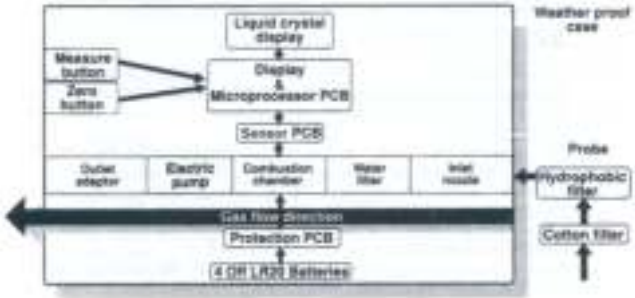 Liquid crystal
display
Weather proof
case
Measure
button
Zero
button
Display
&
Microprocessor PCB
Sensor PCB
Probe
Outlet
adaptor
Electric
pump
Combustion
chamber
Water
filter
Inlet
nozzle
Hydrophobic
filter
Gas flow direction
Protection PCB
Cotton filter
4 Off LR20 Batteries